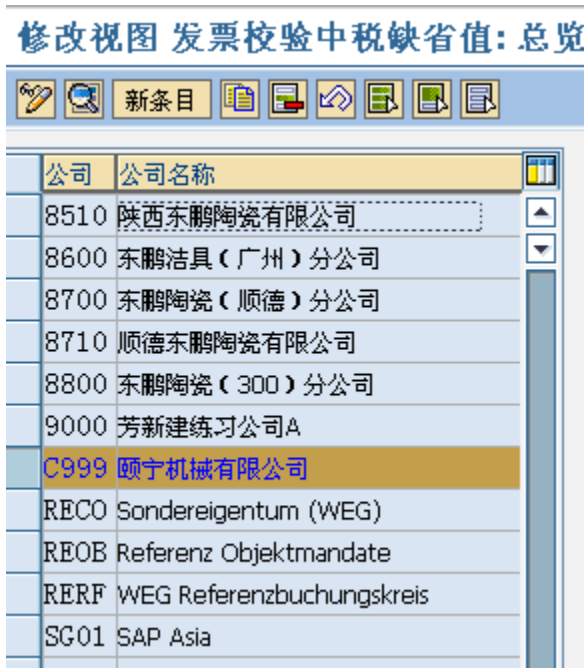 修改视图 发票校验中税缺省值: 总览
新条目
公司 公司名称
8510 陕西东鹏陶瓷有限公司
8600 东鹏洁具(广州)分公司
8700 东鹏陶瓷(顺德)分公司
8710 顺德东鹏陶瓷有限公司
8800 东鹏陶瓷(300)分公司
9000 芳新建练习公司A
C999 颐宁机械有限公司
RECO Sondereigentum (WEG)
REOB Referenz Objektmandate
RERF WEG Referenzbuchungskreis
SG01 SAP Asia